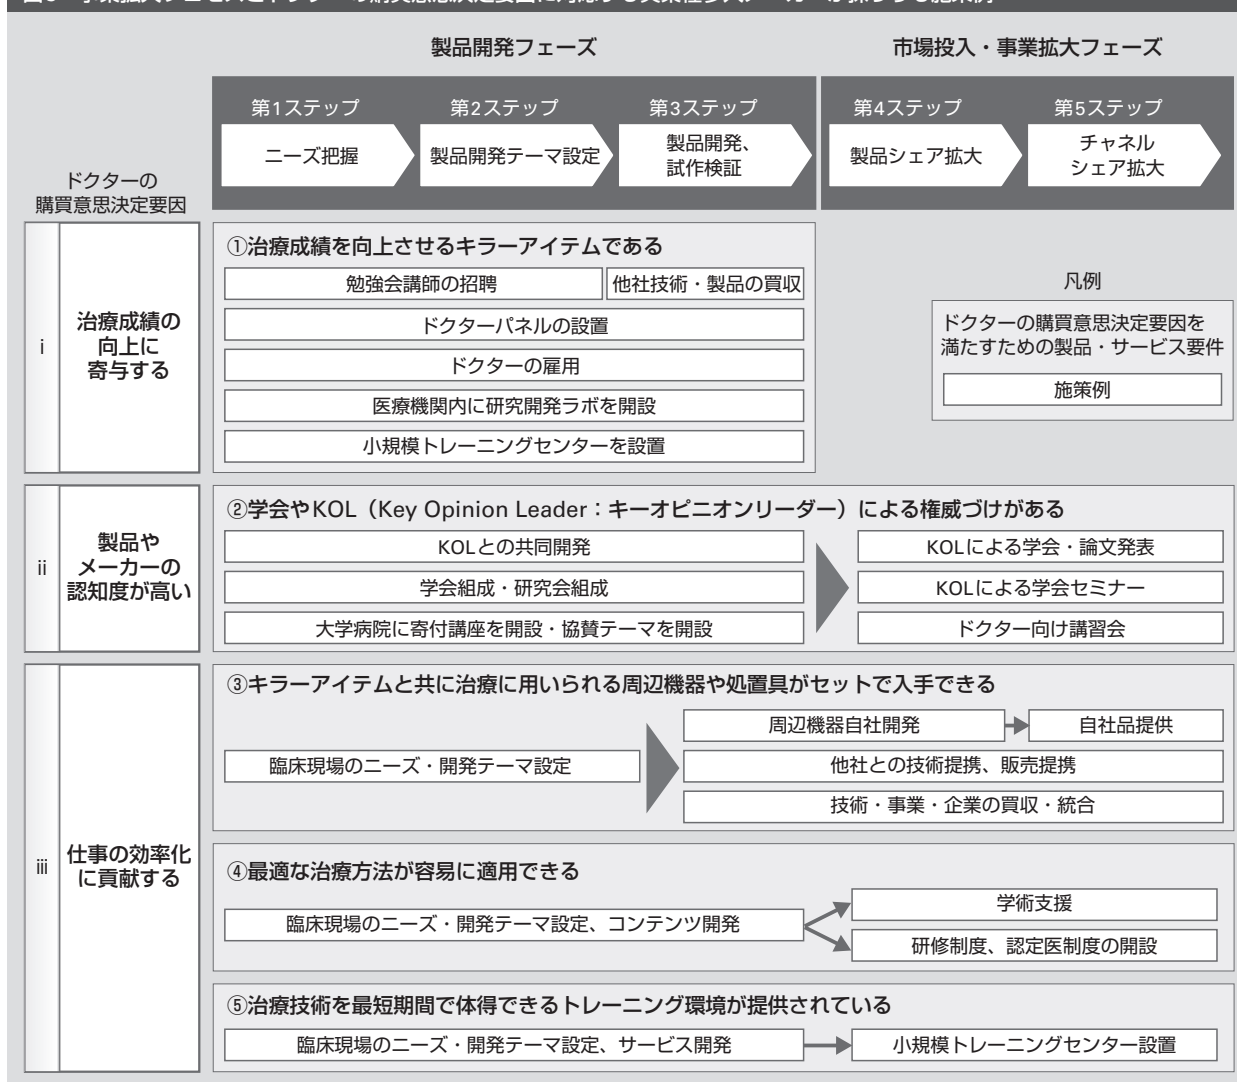 製品開発フェーズ
市場投入・事業拡大フェーズ
第1ステップ
第2ステップ
第3ステップ
第4ステップ
第5ステップ
ニーズ把握
製品開発テーマ設定
製品開発、
試作検証
製品シェア拡大
チャネル
シェア拡大
ドクターの
購買意思決定要因
i
治療成績の
向上に
寄与する
①治療成績を向上させるキラーアイテムである
勉強会講師の招聘
他社技術・製品の買収
ドクターパネルの設置
ドクターの雇用
医療機関内に研究開発ラボを開設
小規模トレーニングセンターを設置
凡例
ドクターの購買意思決定要因を
満たすための製品・サービス要件
施策例
ii
製品や
メーカーの
認知度が高い
②学会やKOL（Key Opinion Leader：キーオピニオンリーダー）による権威づけがある
KOLとの共同開発
学会組成・研究会組成
大学病院に寄付講座を開設・協賛テーマを開設
KOLによる学会・論文発表
KOLによる学会セミナー
ドクター向け講習会
iii
仕事の効率化
に貢献する
③キラーアイテムと共に治療に用いられる周辺機器や処置具がセットで入手できる
臨床現場のニーズ・開発テーマ設定
周辺機器自社開発
自社品提供
他社との技術提携、販売提携
技術・事業・企業の買収・統合
④最適な治療方法が容易に適用できる
臨床現場のニーズ・開発テーマ設定、コンテンツ開発
学術支援
研修制度、認定医制度の開設
⑤治療技術を最短期間で体得できるトレーニング環境が提供されている
臨床現場のニーズ・開発テーマ設定、サービス開発
小規模トレーニングセンター設置